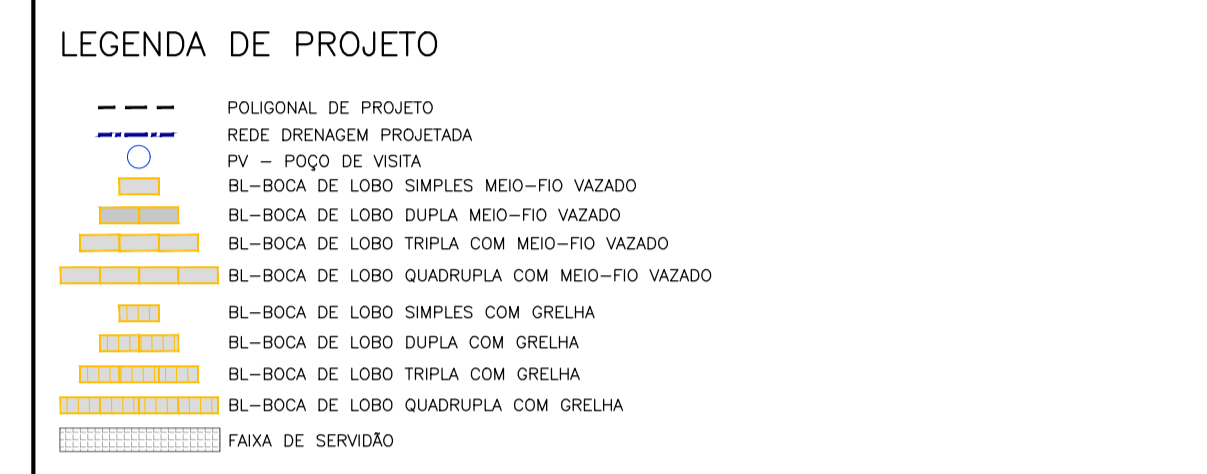 LEGENDA DE PROJETO
POLIGONAL DE PROJETO
REDE DRENAGEM PROJETADA
PV – POÇO DE VISITA
BL–BOCA DE LOBO SIMPLES MEIO–FIO VAZADO
BL–BOCA DE LOBO DUPLA MEIO–FIO VAZADO
BL–BOCA DE LOBO TRIPLA COM MEIO–FIO VAZADO
BL–BOCA DE LOBO QUADRUPLA COM MEIO–FIO VAZADO
BL–BOCA DE LOBO SIMPLES COM GRELHA
BL–BOCA DE LOBO DUPLA COM GRELHA
BL–BOCA DE LOBO TRIPLA COM GRELHA
BL–BOCA DE LOBO QUADRUPLA COM GRELHA
FAIXA DE SERVIDÃO